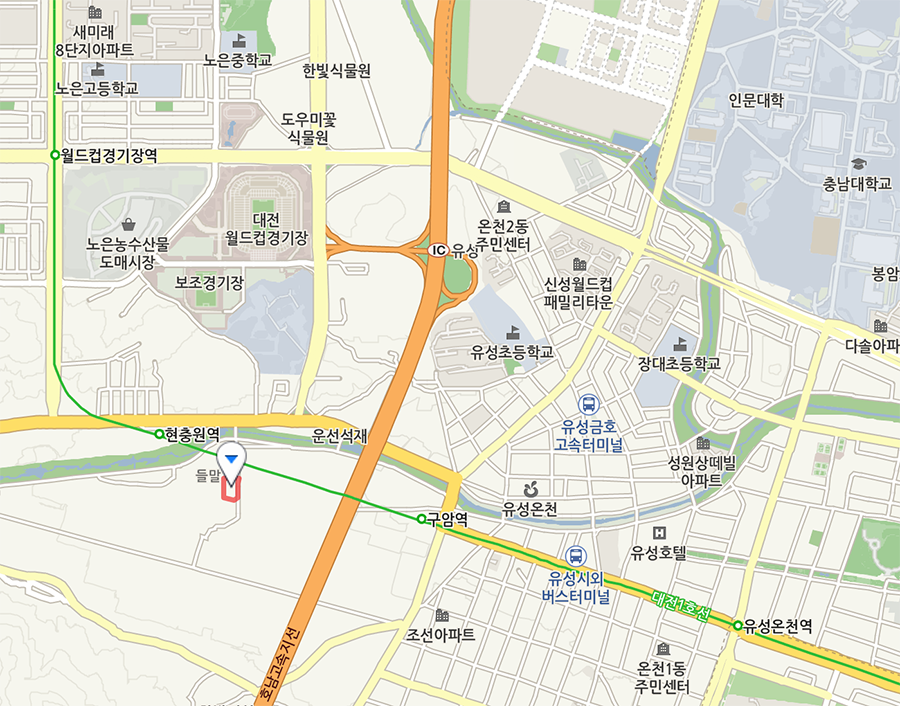 새미래
8단지아파트
노은중학교
노은고등학교
한빛식물원
도우미꽃
식물원
인문대학
월드컵경기장역
충남대학교
대전
월드컵경기장
온천2동
주민센터
노은농수산물
도매시장
IC
유성
보조경기장
신성월드컵
패밀리타운
봉암
유성초등학교
장대초등학교
다솔아파
유성금호
고속터미널
현충원역
운선석재
들말
성원상떼빌
아파트
유성온천
구암역
유성호텔
유성시외
버스터미널
대전1호선
유성온천역
조선아파트
호남고속지선
온천1동
주민센터